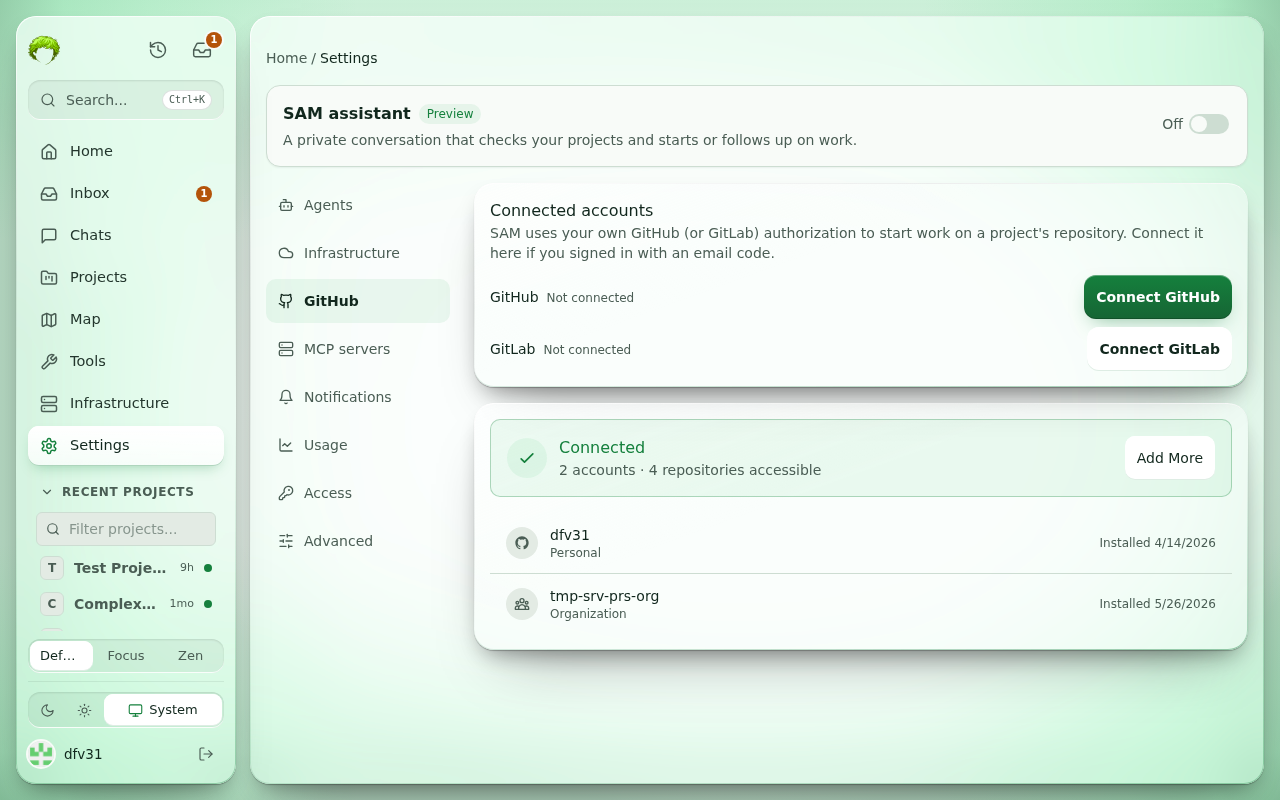 1
Search...
Ctrl+K
Home
Inbox
1
Chats
Projects
Map
Tools
Infrastructure
Settings
RECENT PROJECTS
Filter projects...
T Test Proje... 9h
C Complex... 1mo
Def... Focus Zen
System
dfv31
Home / Settings
SAM assistant Preview
A private conversation that checks your projects and starts or follows up on work.
Off
Agents
Infrastructure
GitHub
MCP servers
Notifications
Usage
Access
Advanced
Connected accounts
SAM uses your own GitHub (or GitLab) authorization to start work on a project's repository. Connect it
here if you signed in with an email code.
GitHub Not connected
Connect GitHub
GitLab Not connected
Connect GitLab
Connected
2 accounts · 4 repositories accessible
Add More
dfv31
Personal
Installed 4/14/2026
tmp-srv-prs-org
Organization
Installed 5/26/2026